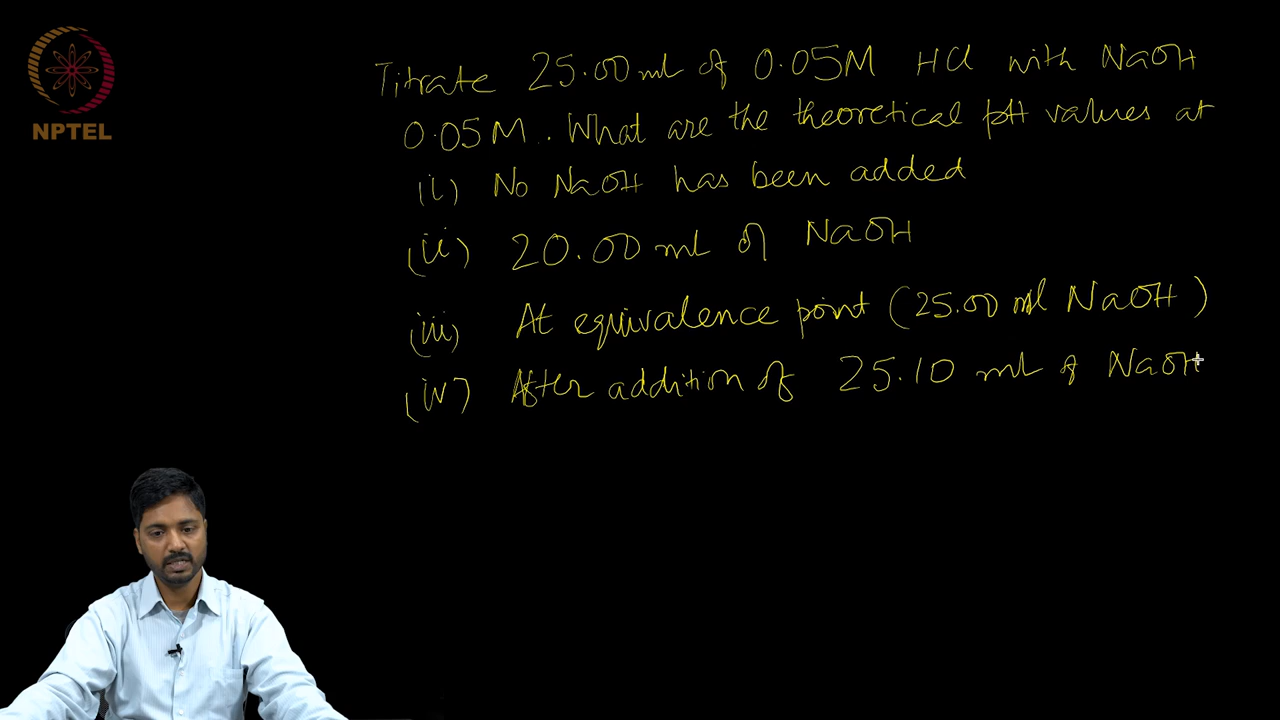 NPTEL
Titrate 25.00 ml of 0.05M HCl with NaOH
0.05M. What are the theoretical pH values at
(i) No NaOH has been added
(ii) 20.00 ml of NaOH
(iii) At equivalence point (25.00 ml NaOH)
(iv) After addition of 25.10 ml of NaOH